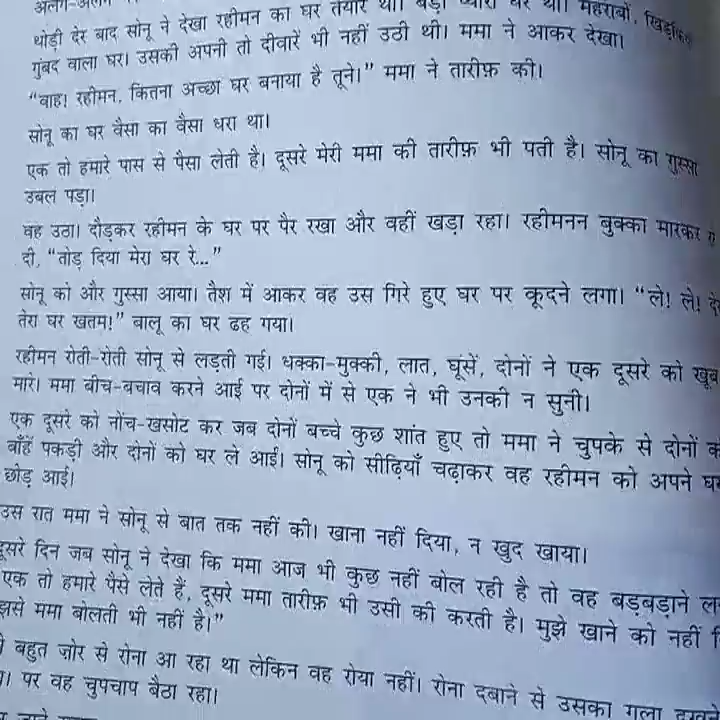 थोड़ी देर बाद सोनू ने देखा रहीमन का घर तैयार था। बड़ा प्यारा घर था। मेहराबों, खिड़कियों
गुंबद वाला घर। उसकी अपनी तो दीवारें भी नहीं उठी थी। ममा ने आकर देखा।
“वाह! रहीमन, कितना अच्छा घर बनाया है तूने।” ममा ने तारीफ़ की।
सोनू का घर वैसा का वैसा धरा था।
एक तो हमारे पास से पैसा लेती है। दूसरे मेरी ममा की तारीफ़ भी पती है। सोनू का गुस्सा
उबल पड़ा।
वह उठा। दौड़कर रहीमन के घर पर पैर रखा और वहीं खड़ा रहा। रहीमनन बुक्का मारकर
दी, “तोड़ दिया मेरा घर रे...”
सोनू को और गुस्सा आया। तैश में आकर वह उस गिरे हुए घर पर कूदने लगा। “ले! ले!
तेरा घर खतम!” बालू का घर ढह गया।
रहीमन रोती-रोती सोनू से लड़ती गई। धक्का-मुक्की, लात, घूंसें, दोनों ने एक दूसरे को खूब
मारे। ममा बीच-बचाव करने आई पर दोनों में से एक ने भी उनकी न सुनी।
एक दूसरे को नोंच-खसोट कर जब दोनों बच्चे कुछ शांत हुए तो ममा ने चुपके से दोनों
बाँहें पकड़ी और दोनों को घर ले आई। सोनू को सीढ़ियाँ चढ़ाकर वह रहीमन को अपने
छोड़ आई।
उस रात ममा ने सोनू से बात तक नहीं की। खाना नहीं दिया, न खुद खाया।
दूसरे दिन जब सोनू ने देखा कि ममा आज भी कुछ नहीं बोल रही है तो वह बड़बड़ाने
एक तो हमारे पैसे लेते हैं, दूसरे ममा तारीफ़ भी उसी की करती है। मुझे खाने को नहीं
ममा बोलती भी नहीं है।”
बहुत जोर से रोना आ रहा था लेकिन वह रोया नहीं। रोना दबाने से उसका गला
पर वह चुपचाप बैठा रहा।